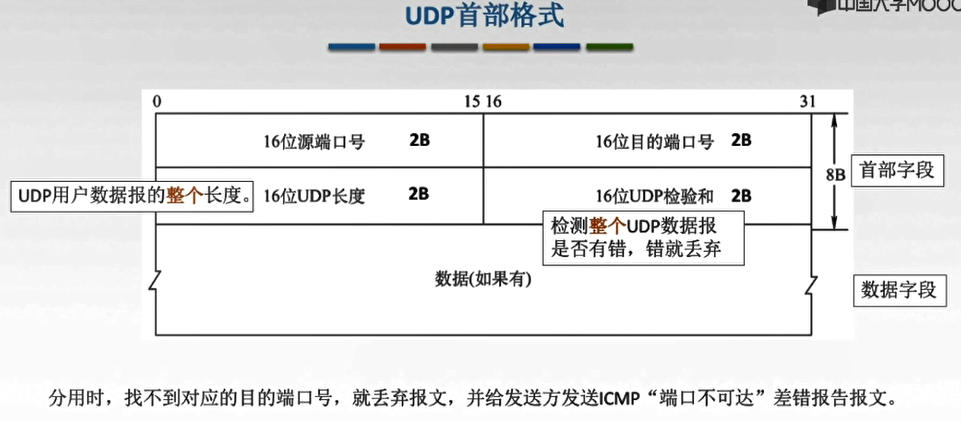 中国大学MOOC
UDP首部格式
0 15 16 31
16位源端口号 2B 16位目的端口号 2B
8B
首部字段
UDP用户数据报的整个长度。
16位UDP长度 2B 16位UDP检验和 2B
检测整个UDP数据报
是否有错，错就丢弃
数据(如果有)
数据字段
分用时，找不到对应的目的端口号，就丢弃报文，并给发送方发送ICMP“端口不可达”差错报告报文。